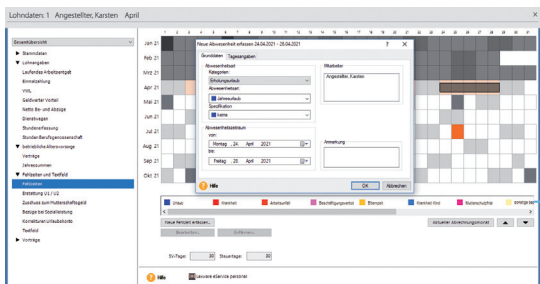 Lohndaten: 1 Angestellter, Karsten April
Gesamtübersicht
Stammdaten
Lohnangaben
Laufendes Arbeitsentgelt
Einmalzahlung
VWL
Geldwerter Vorteil
Netto Be- und Abzüge
Dienstwagen
Stundenerfassung
Stunden Berufsgenossenschaft
betriebliche Altersvorsorge
Verträge
Jahressummen
Fehlzeiten und Textfeld
Fehlzeiten
Erstattung U1 / U2
Zuschuss zum Mutterschaftsgeld
Bezüge bei Sozialleistung
Korrekturen Urlaubskonto
Textfeld
Vorträge
Jan 21
Feb 21
Mrz 21
Apr 21
Mai 21
Jun 21
Jul 21
Aug 21
Sep 21
Okt 21
Neue Abwesenheit erfassen 24.04.2021 - 28.04.2021
Grunddaten Tagesangaben
Abwesenheitsart
Kategorien:
Erholungsurlaub
Abwesenheitsart:
Jahresurlaub
Spezifikation
keine
Abwesenheitszeitraum
von:
Montag , 24. April 2021
bis:
Freitag , 28. April 2021
Mitarbeiter
Angestellter, Karsten
Anmerkung
Hilfe
OK Abbrechen
Urlaub Krankheit Arbeitsunfall Beschäftigungsverbot Elternzeit Krankheit Kind Mutterschutzfrist
Neue Fehlzeit erfassen...
Aktueller Abrechnungsmonat
Bearbeiten...
Entfernen...
SV-Tage: 30 Steuertage: 30
Hilfe Lexware eService personal